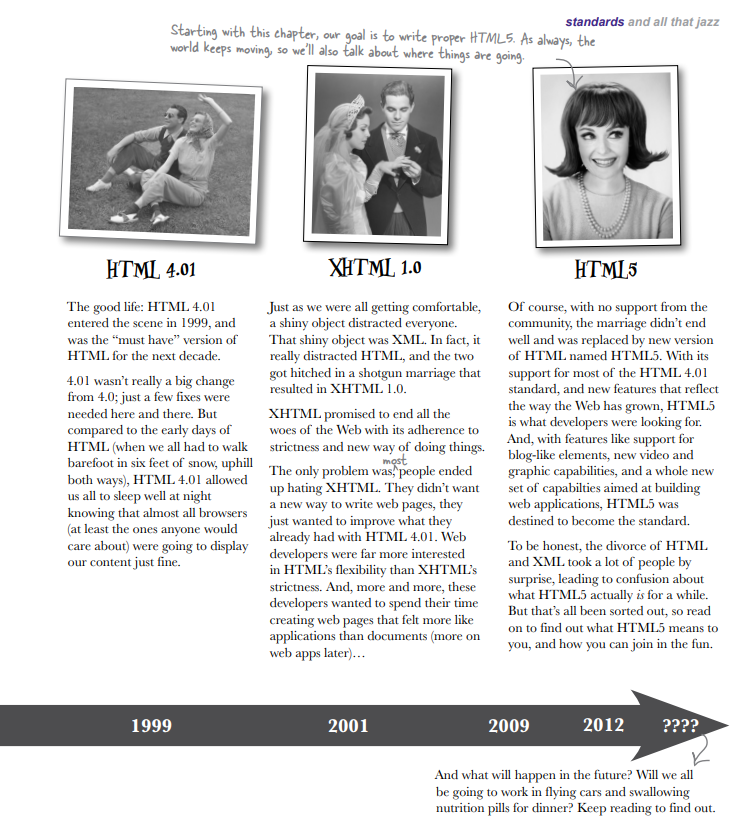 standards and all that jazz
Starting with this chapter, our goal is to write proper HTML5. As always, the
world keeps moving, so we'll also talk about where things are going.
HTML 4.01
The good life: HTML 4.01
entered the scene in 1999, and
was the “must have” version of
HTML for the next decade.
4.01 wasn’t really a big change
from 4.0; just a few fixes were
needed here and there. But
compared to the early days of
HTML (when we all had to walk
barefoot in six feet of snow, uphill
both ways), HTML 4.01 allowed
us all to sleep well at night
knowing that almost all browsers
(at least the ones anyone would
care about) were going to display
our content just fine.
XHTML 1.0
Just as we were all getting comfortable,
a shiny object distracted everyone.
That shiny object was XML. In fact, it
really distracted HTML, and the two
got hitched in a shotgun marriage that
resulted in XHTML 1.0.
XHTML promised to end all the
woes of the Web with its adherence to
strictness and new way of doing things.
most
The only problem was, people ended
up hating XHTML. They didn’t want
a new way to write web pages, they
just wanted to improve what they
already had with HTML 4.01. Web
developers were far more interested
in HTML’s flexibility than XHTML’s
strictness. And, more and more, these
developers wanted to spend their time
creating web pages that felt more like
applications than documents (more on
web apps later)…
HTML5
Of course, with no support from the
community, the marriage didn’t end
well and was replaced by new version
of HTML named HTML5. With its
support for most of the HTML 4.01
standard, and new features that reflect
the way the Web has grown, HTML5
is what developers were looking for.
And, with features like support for
blog-like elements, new video and
graphic capabilities, and a whole new
set of capabilties aimed at building
web applications, HTML5 was
destined to become the standard.
To be honest, the divorce of HTML
and XML took a lot of people by
surprise, leading to confusion about
what HTML5 actually is for a while.
But that’s all been sorted out, so read
on to find out what HTML5 means to
you, and how you can join in the fun.
1999 2001 2009 2012 ????
And what will happen in the future? Will we all
be going to work in flying cars and swallowing
nutrition pills for dinner? Keep reading to find out.